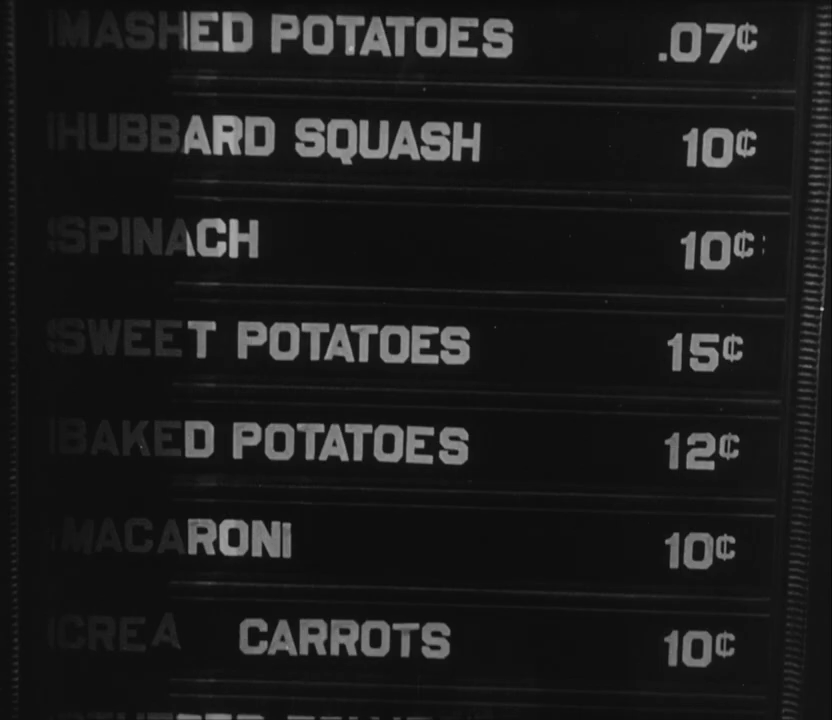 MASHED POTATOES .07¢
HUBBARD SQUASH 10¢
SPINACH 10¢
SWEET POTATOES 15¢
BAKED POTATOES 12¢
MACARONI 10¢
CREA CARROTS 10¢